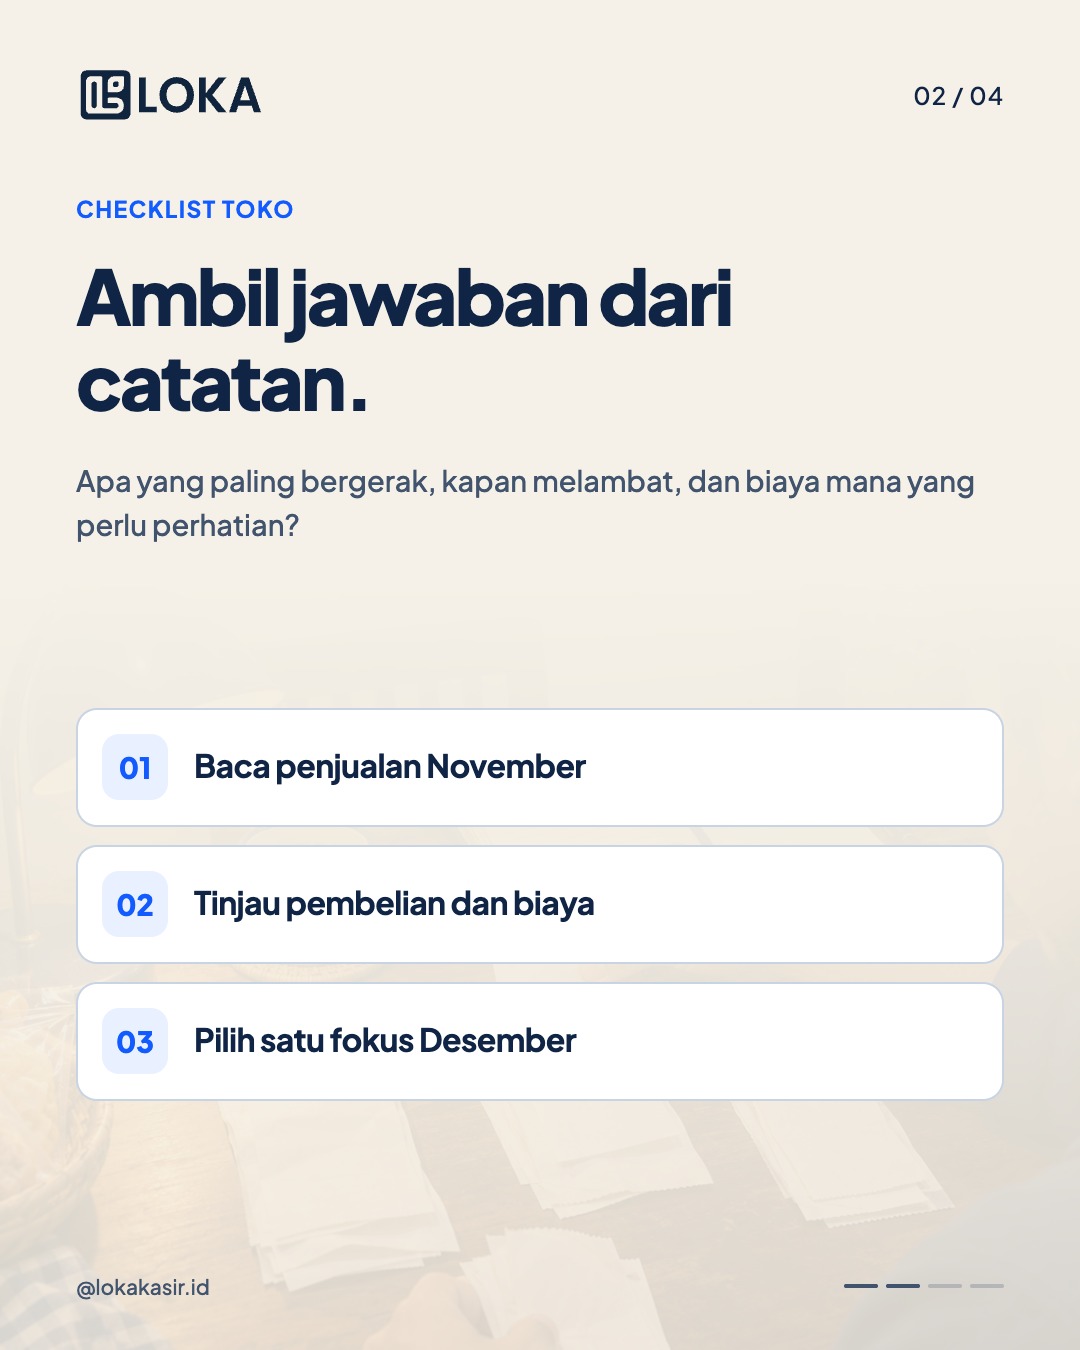 LOKA
02 / 04
CHECKLIST TOKO
Ambil jawaban dari
catatan.
Apa yang paling bergerak, kapan melambat, dan biaya mana yang
perlu perhatian?
01 Baca penjualan November
02 Tinjau pembelian dan biaya
03 Pilih satu fokus Desember
@lokakasir.id